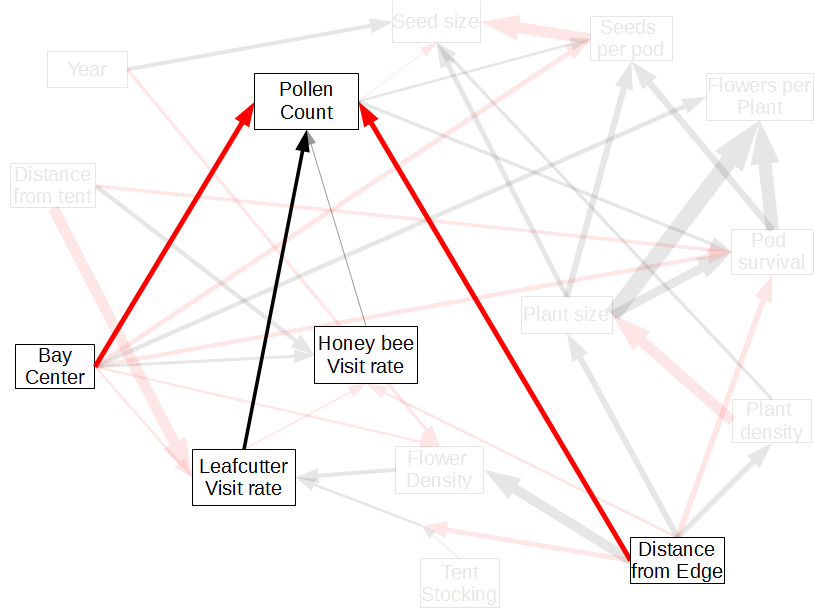 Seed size
Seeds
per pod
Year
Pollen
Count
Flowers per
Plant
Distance
from tent
Pod
survival
Plant size
Honey bee
Visit rate
Bay
Center
Plant
density
Leafcutter
Visit rate
Flower
Density
Distance
from Edge
Tent
Stocking